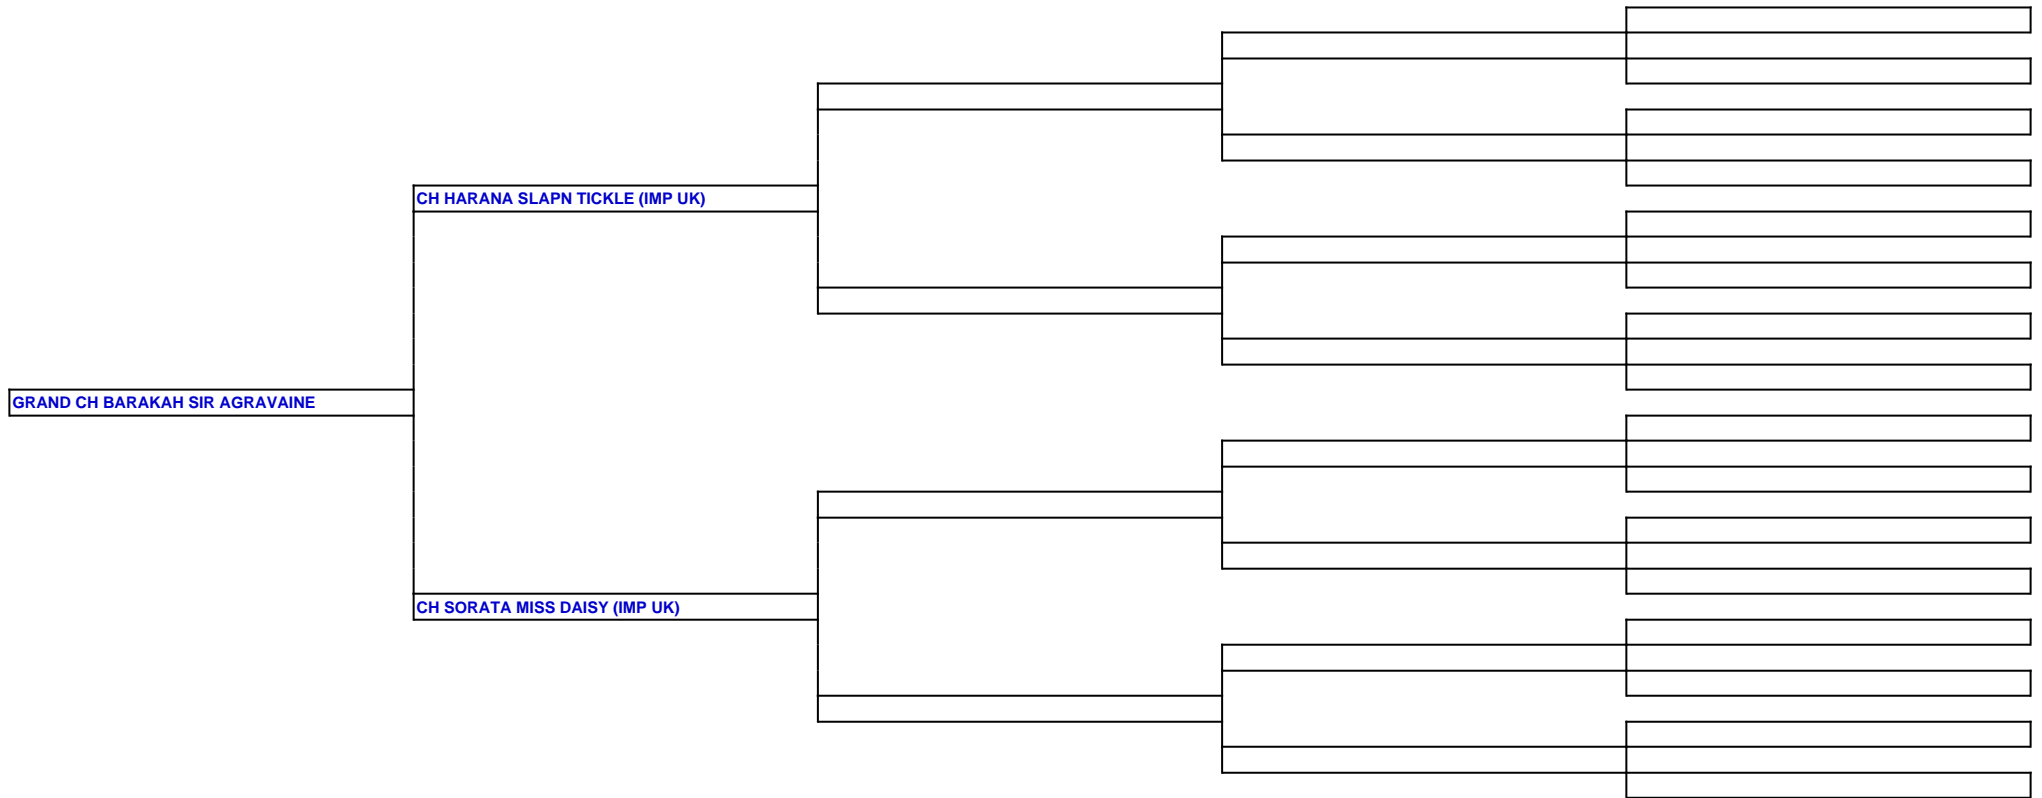 CH HARANA SLAPN TICKLE (IMP UK)
GRAND CH BARAKAH SIR AGRAVAINE
CH SORATA MISS DAISY (IMP UK)